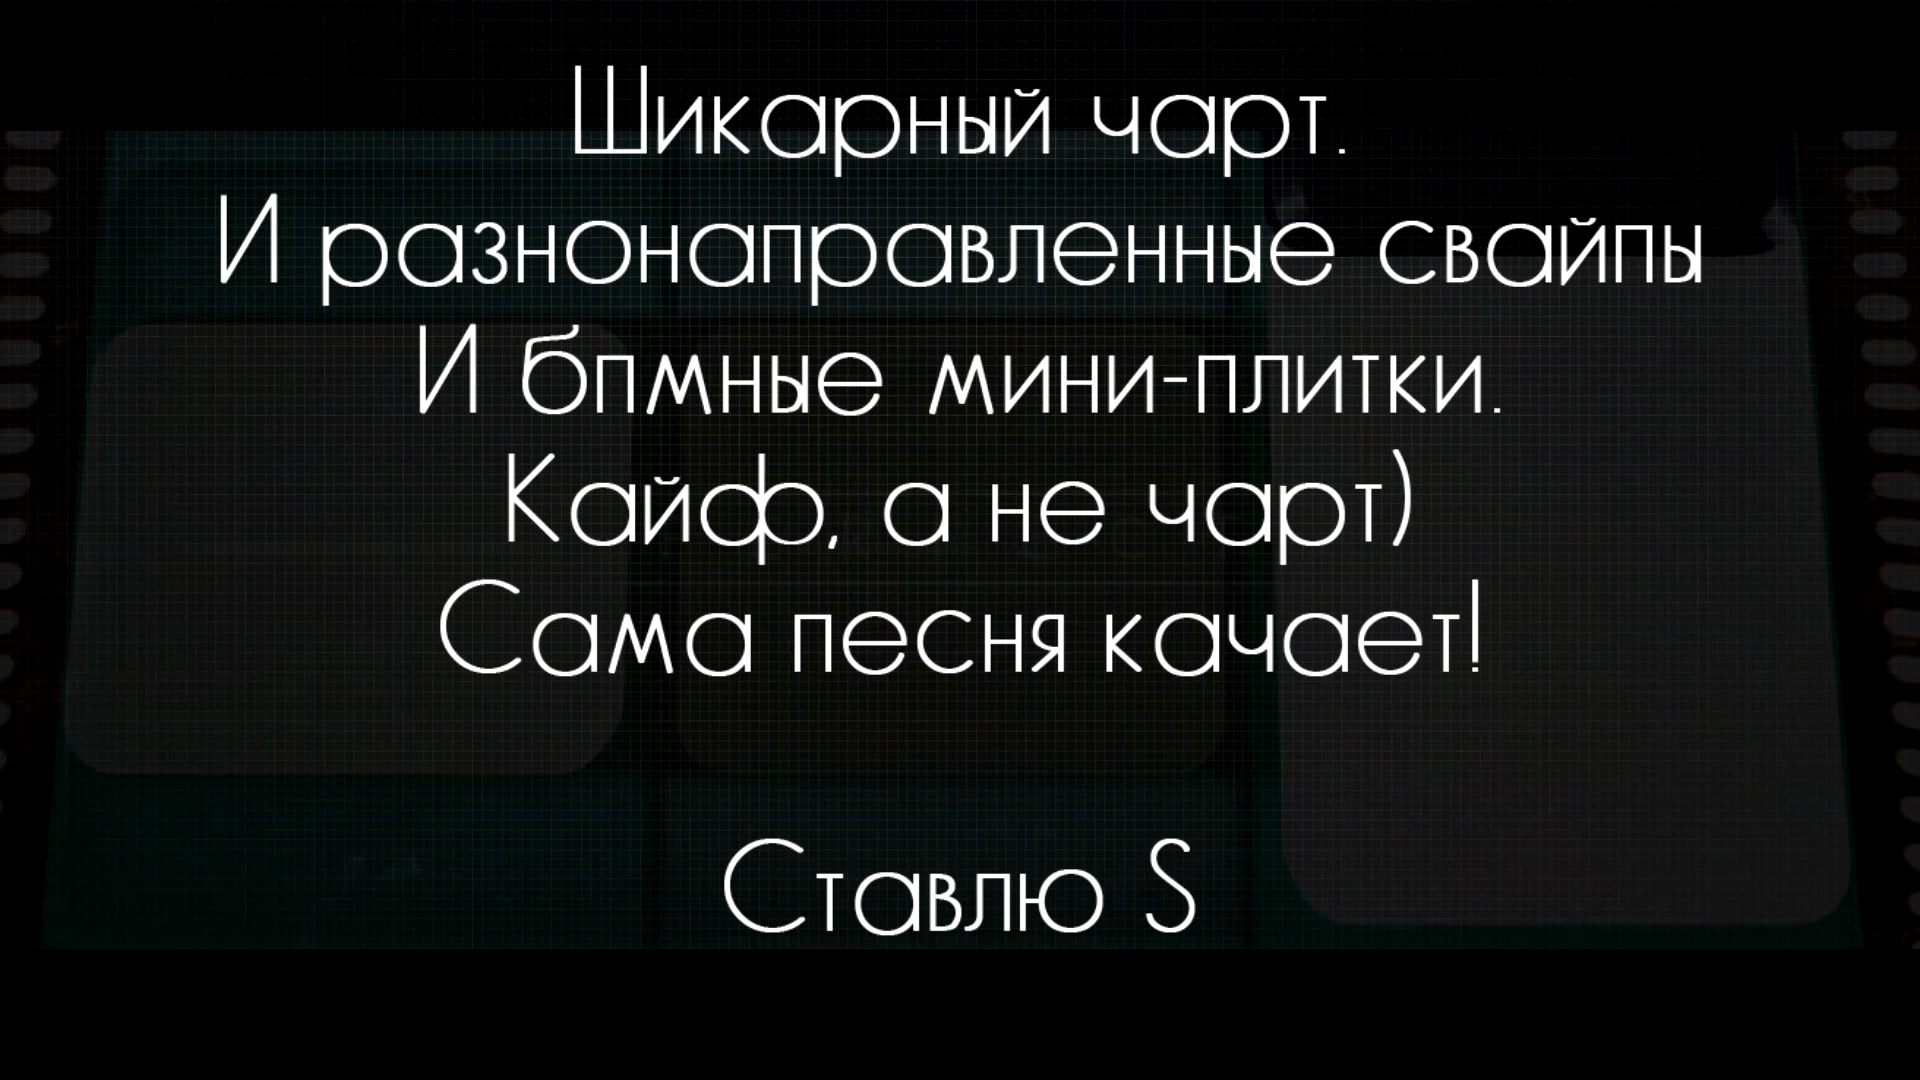 Шикарный чарт.
И разнонаправленные свайпы
И бпмные мини-плитки.
Кайф, а не чарт)
Сама песня качает!
Ставлю S